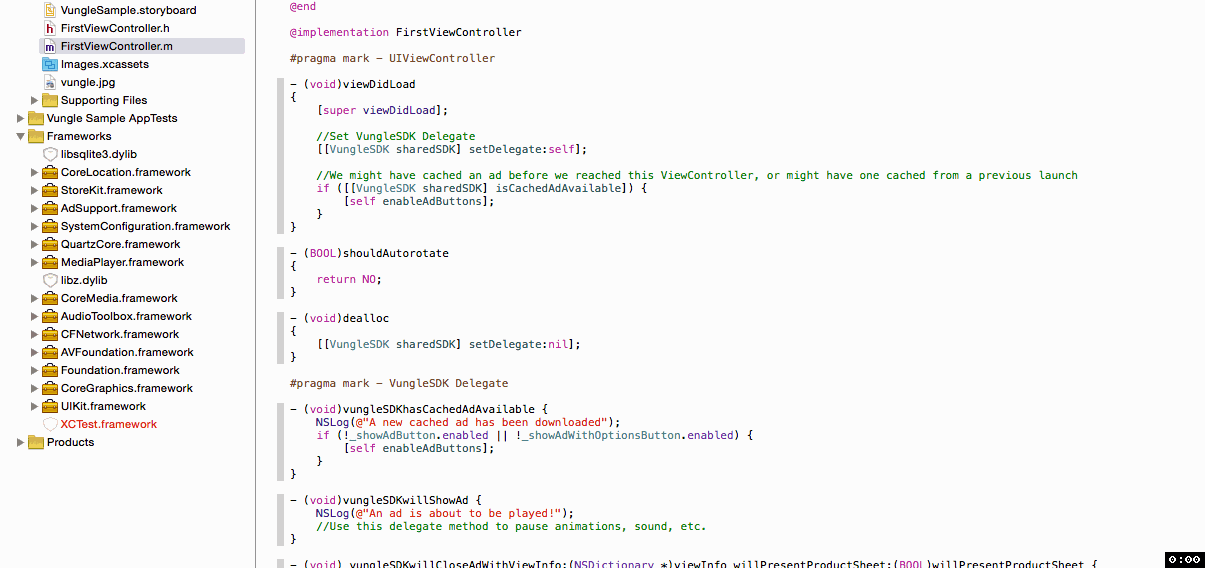 VungleSample.storyboard
FirstViewController.h
FirstViewController.m
Images.xcassets
vungle.jpg
Supporting Files
Vungle Sample AppTests
Frameworks
libsqlite3.dylib
CoreLocation.framework
StoreKit.framework
AdSupport.framework
SystemConfiguration.framework
QuartzCore.framework
MediaPlayer.framework
libz.dylib
CoreMedia.framework
AudioToolbox.framework
CFNetwork.framework
AVFoundation.framework
Foundation.framework
CoreGraphics.framework
UIKit.framework
XCTest.framework
Products
@end
@implementation FirstViewController
#pragma mark - UIViewController
- (void)viewDidLoad
{
[super viewDidLoad];
//Set VungleSDK Delegate
[[VungleSDK sharedSDK] setDelegate:self];
//We might have cached an ad before we reached this ViewController, or might have one cached from a previous launch
if ([[VungleSDK sharedSDK] isCachedAdAvailable]) {
[self enableAdButtons];
}
}
- (BOOL)shouldAutorotate
{
return NO;
}
- (void)dealloc
{
[[VungleSDK sharedSDK] setDelegate:nil];
}
#pragma mark - VungleSDK Delegate
- (void)vungleSDKhasCachedAdAvailable {
NSLog(@"A new cached ad has been downloaded");
if (!_showAdButton.enabled || !_showAdWithOptionsButton.enabled) {
[self enableAdButtons];
}
}
- (void)vungleSDKwillShowAd {
NSLog(@"An ad is about to be played!");
//Use this delegate method to pause animations, sound, etc.
}
- (void) vungleSDKwillCloseAdWithViewInfo:(NSDictionary *)viewInfo willPresentProductSheet:(BOOL)willPresentProductSheet {
0:00